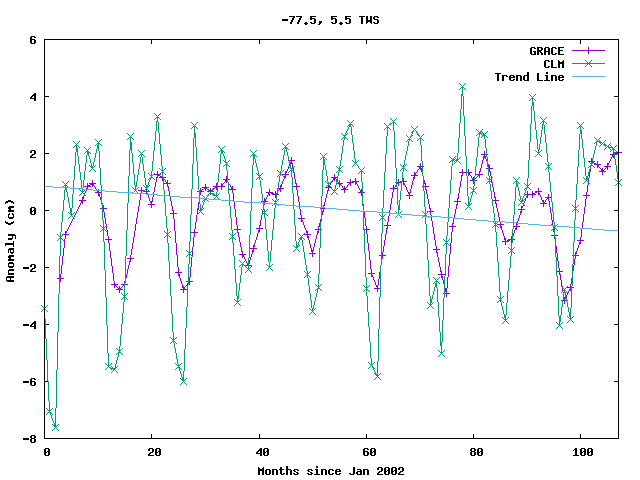 -77.5, 5.5 TWS
GRACE
CLM
Trend Line
6
4
2
0
-2
-4
-6
-8
Anomaly (cm)
0 20 40 60 80 100
Months since Jan 2002